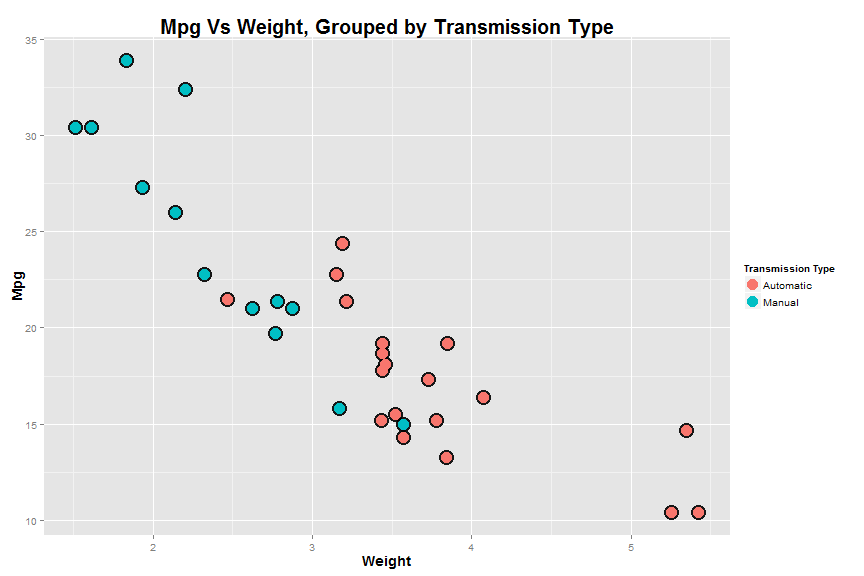 Mpg Vs Weight, Grouped by Transmission Type
35
30
25
20
15
10
Mpg
2 3 4 5
Weight
Transmission Type
Automatic
Manual